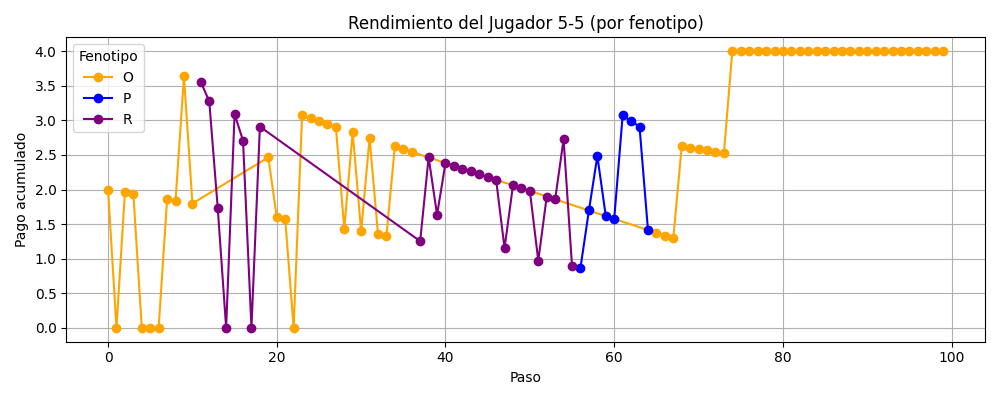 Rendimiento del Jugador 5-5 (por fenotipo)
Pago acumulado
4.0
3.5
3.0
2.5
2.0
1.5
1.0
0.5
0.0
Fenotipo
O
P
R
0 20 40 60 80 100
Paso